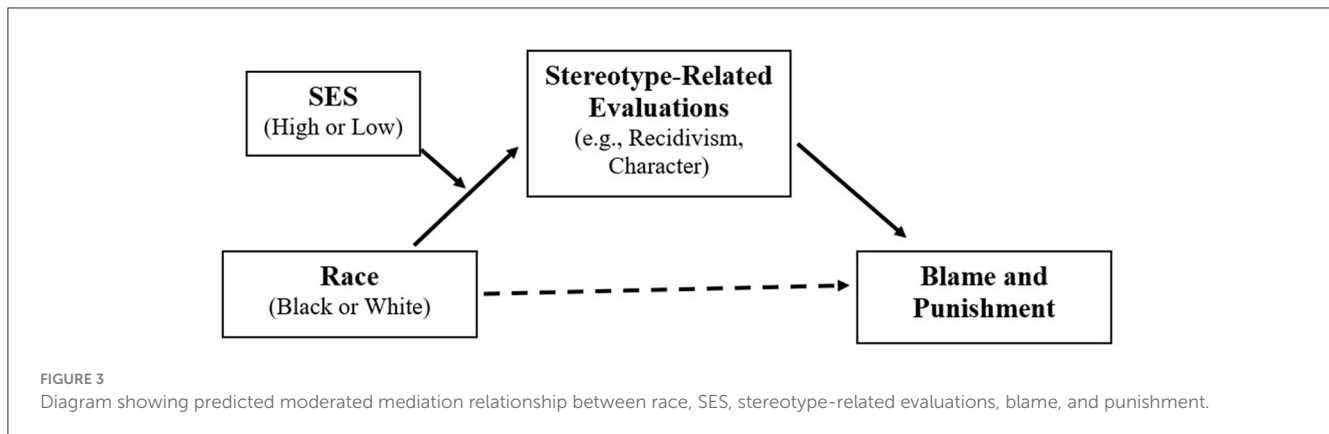 SES
(High or Low)
Stereotype-Related
Evaluations
(e.g., Recidivism,
Character)
Race
(Black or White)
Blame and
Punishment
FIGURE 3
Diagram showing predicted moderated mediation relationship between race, SES, stereotype-related evaluations, blame, and punishment.